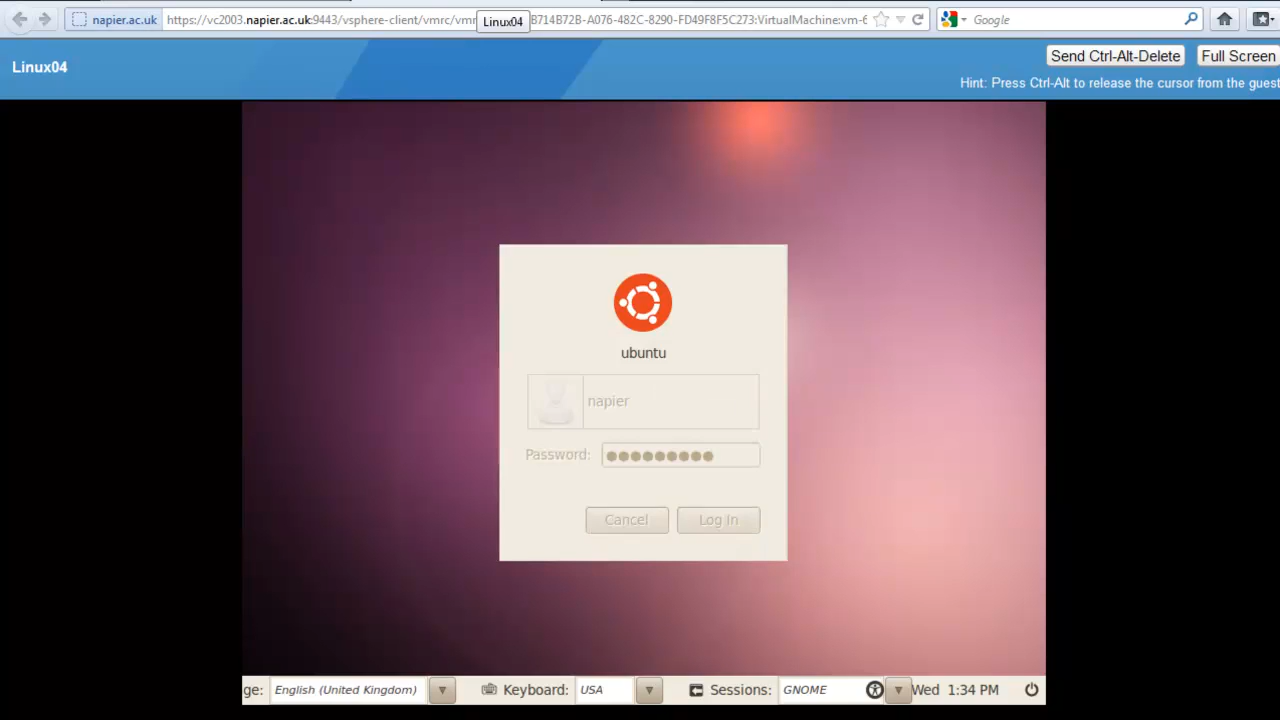 napier.ac.uk
https://vc2003.napier.ac.uk:9443/vsphere-client/vmrc/vmr
Linux04
B714B72B-A076-482C-8290-FD49F8F5C273:VirtualMachine:vm-6
Google
Linux04
Send Ctrl-Alt-Delete
Full Screen
Hint: Press Ctrl-Alt to release the cursor from the guest
ubuntu
napier
Password:
Cancel
Log In
ge:
English (United Kingdom)
Keyboard:
USA
Sessions:
GNOME
Wed 1:34 PM